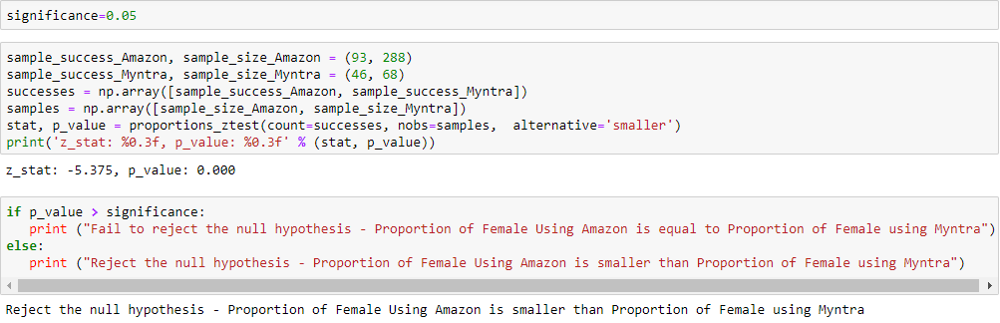 significance=0.05
sample_success_Amazon, sample_size_Amazon = (93, 288)
sample_success_Myntra, sample_size_Myntra = (46, 68)
successes = np.array([sample_success_Amazon, sample_success_Myntra])
samples = np.array([sample_size_Amazon, sample_size_Myntra])
stat, p_value = proportions_ztest(count=successes, nobs=samples,  alternative='smaller')
print('z_stat: %0.3f, p_value: %0.3f' % (stat, p_value))
z_stat: -5.375, p_value: 0.000
if p_value > significance:
   print ("Fail to reject the null hypothesis - Proportion of Female Using Amazon is equal to Proportion of Female using Myntra")
else:
   print ("Reject the null hypothesis - Proportion of Female Using Amazon is smaller than Proportion of Female using Myntra")
Reject the null hypothesis - Proportion of Female Using Amazon is smaller than Proportion of Female using Myntra